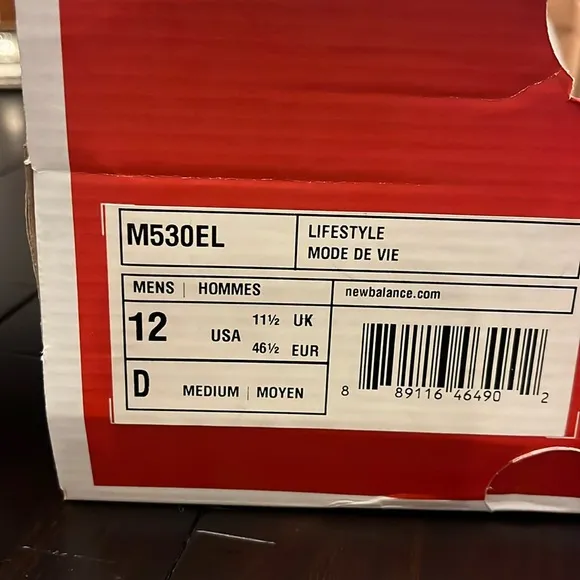 M530EL
LIFESTYLE
MODE DE VIE
MENS | HOMMES
newbalance.com
12 USA
11½ UK
46½ EUR
D MEDIUM | MOYEN
8 89116 46490 2